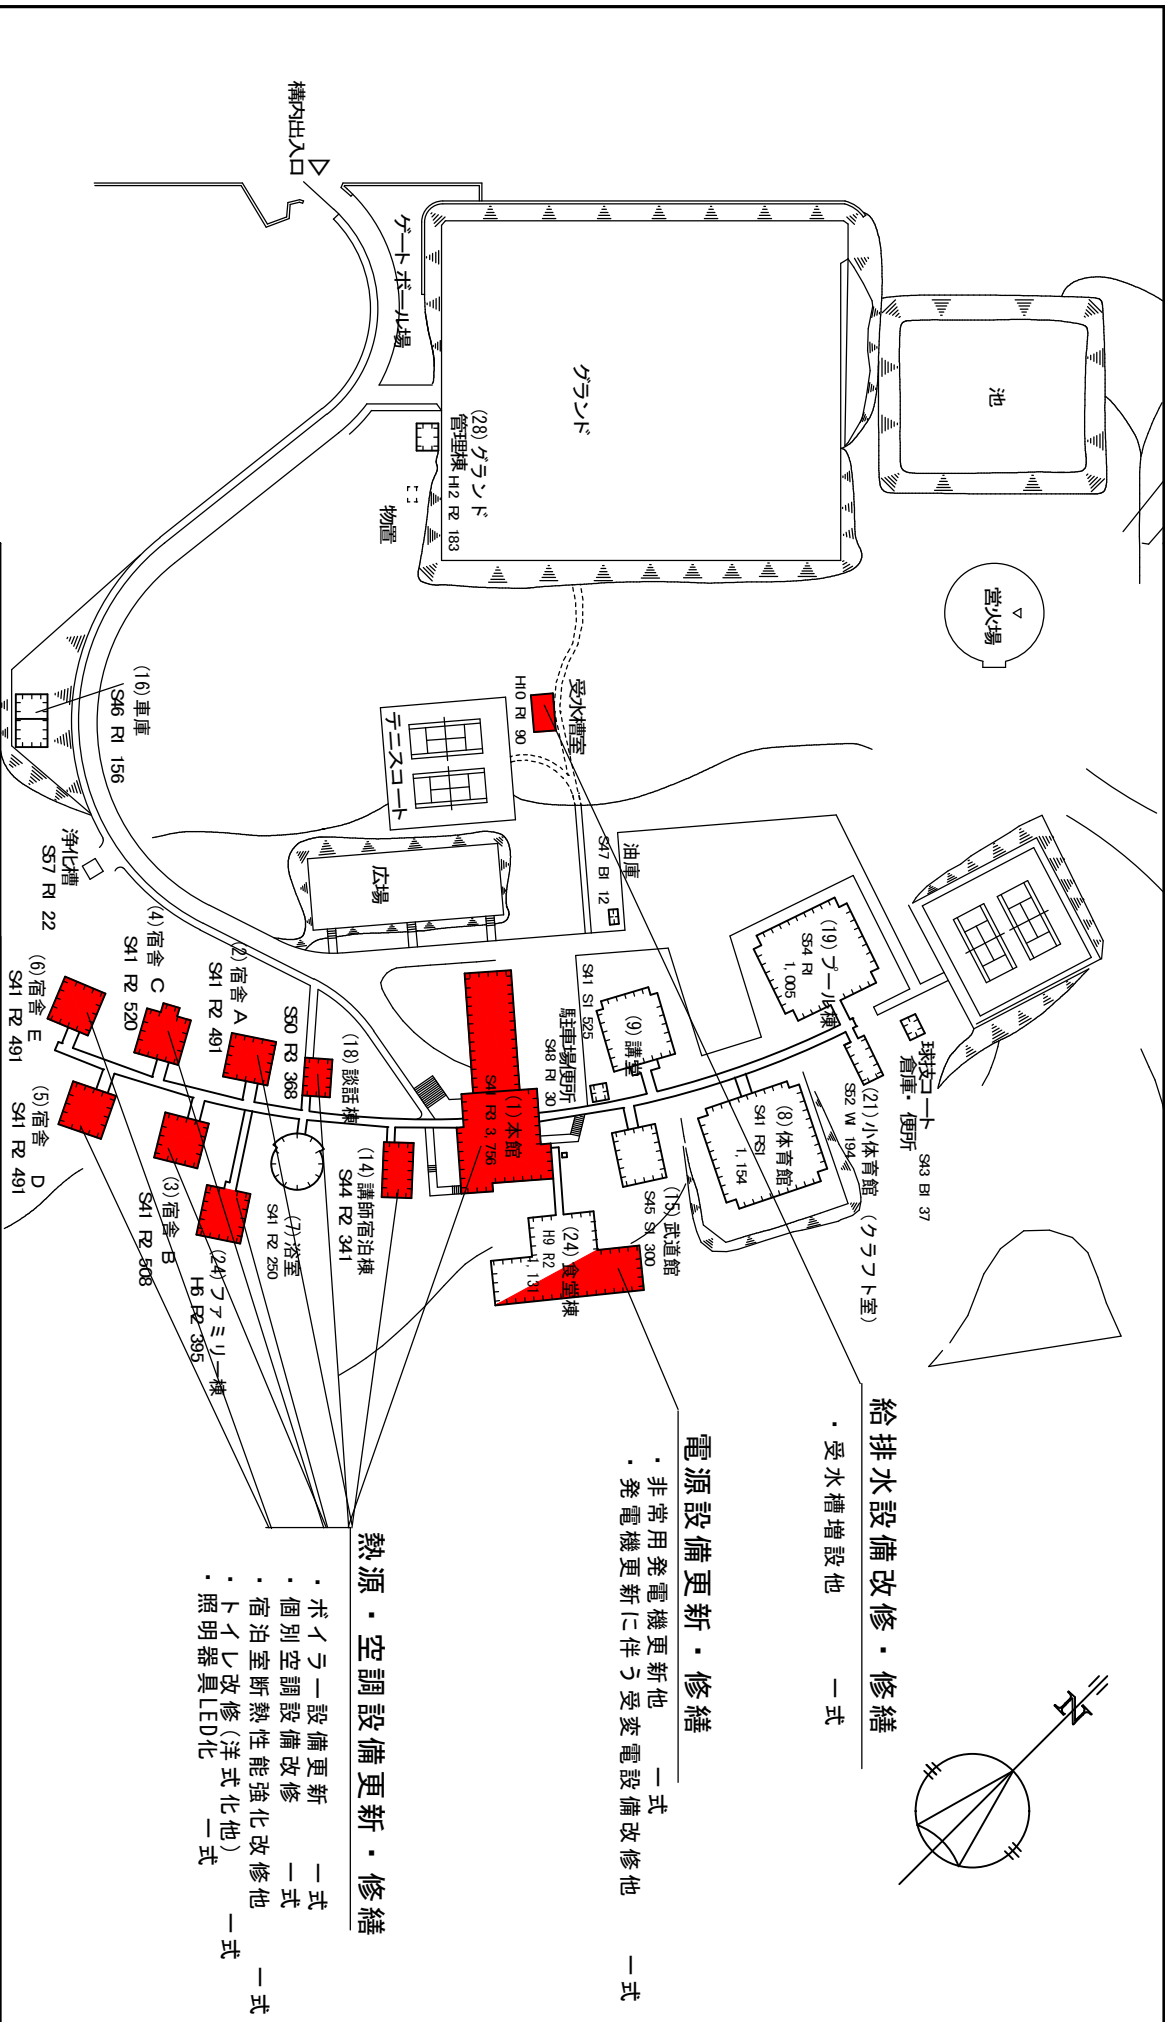 構内出入口
ゲートボール場
グランド
池
(28)グランド
管理棟 H12 R2 183
物置
営火場
(16)車庫
S46 R1 156
浄化槽
S57 R1 22
テニスコート
受水槽室
H10 R1 90
広場
油庫
S47 B1 12
(19)プール棟
S54 R1
1,005
球技コート
倉庫・便所 S43 B1 37
(21)小体育館 (クラフト室)
S52 W1 194
(9)講堂
S41 S1 525
駐車場便所
S48 R1 30
(8)体育館
S41 RS1
1,154
(15)武道館
S45 S1 300
(1)本館
S41 R3 3,756
(24)食堂棟
H9 R2
1,131
(18)談話棟
S50 R3 368
(14)講師宿泊棟
S44 R2 341
(2)宿舎 A
S41 R2 491
(7)浴室
S41 R2 250
(4)宿舎 C
S41 R2 520
(24)ファミリー棟
H6 R2 395
(3)宿舎 B
S41 R2 508
(6)宿舎 E
S41 R2 491
(5)宿舎 D
S41 R2 491
給排水設備改修・修繕
・受水槽増設他 一式
電源設備更新・修繕
・非常用発電機更新他 一式
・発電機更新に伴う受変電設備改修他 一式
熱源・空調設備更新・修繕
・ボイラー設備更新 一式
・個別空調設備改修 一式
・宿泊室断熱性能強化改修他 一式
・トイレ改修(洋式化他) 一式
・照明器具LED化 一式
N